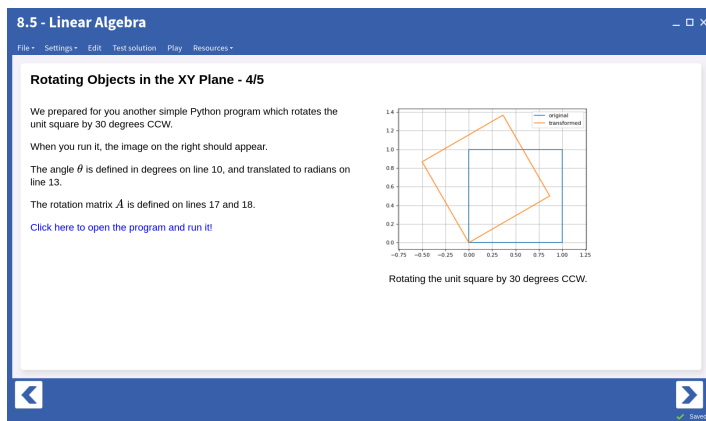 8.5 - Linear Algebra
File Settings Edit Test solution Play Resources
Rotating Objects in the XY Plane - 4/5
We prepared for you another simple Python program which rotates the
unit square by 30 degrees CCW.
When you run it, the image on the right should appear.
The angle θ is defined in degrees on line 10, and translated to radians on
line 13.
The rotation matrix A is defined on lines 17 and 18.
Click here to open the program and run it!
original
transformed
1.4
1.2
1.0
0.8
0.6
0.4
0.2
0.0
−0.75 −0.50 −0.25 0.00 0.25 0.50 0.75 1.00 1.25
Rotating the unit square by 30 degrees CCW.
Saved